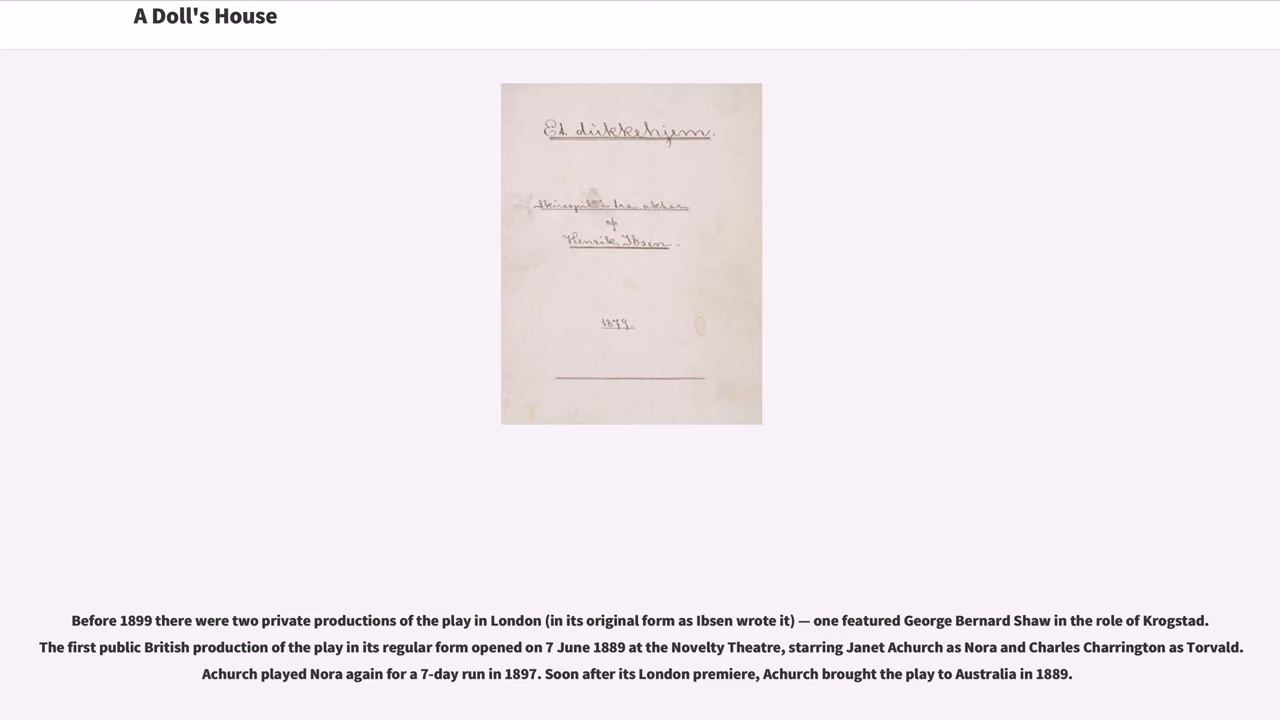 A Doll's House
Et dukkehjem.
Skuespil i tre akter
af
Henrik Ibsen.
1879.
Before 1899 there were two private productions of the play in London (in its original form as Ibsen wrote it) — one featured George Bernard Shaw in the role of Krogstad.
The first public British production of the play in its regular form opened on 7 June 1889 at the Novelty Theatre, starring Janet Achurch as Nora and Charles Charrington as Torvald.
Achurch played Nora again for a 7-day run in 1897. Soon after its London premiere, Achurch brought the play to Australia in 1889.